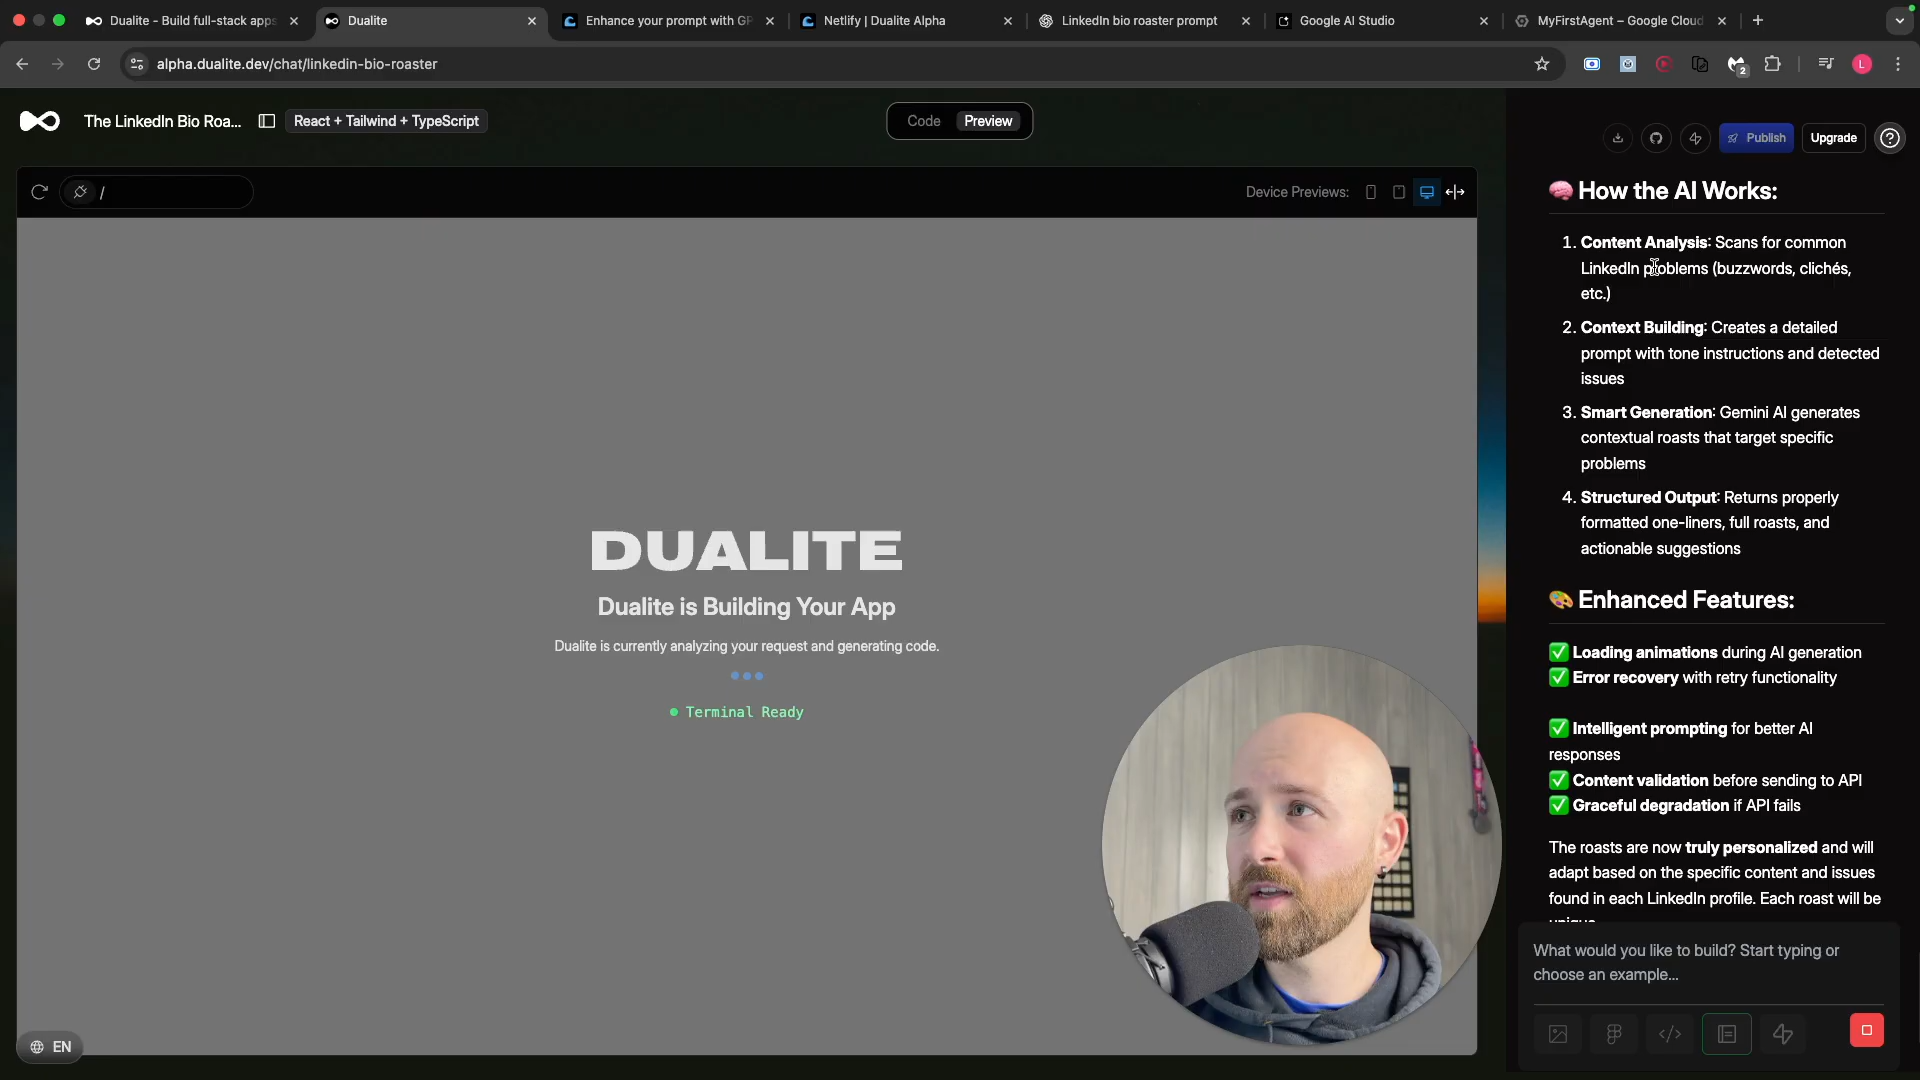 Dualite - Build full-stack apps
Dualite
Enhance your prompt with GP
Netlify | Dualite Alpha
LinkedIn bio roaster prompt
Google AI Studio
MyFirstAgent – Google Cloud
alpha.dualite.dev/chat/linkedin-bio-roaster
2
L
The LinkedIn Bio Roa...
React + Tailwind + TypeScript
Code
Preview
Publish
Upgrade
/
Device Previews:
DUALITE
Dualite is Building Your App
Dualite is currently analyzing your request and generating code.
Terminal Ready
EN
🧠 How the AI Works:
1. Content Analysis: Scans for common
LinkedIn problems (buzzwords, clichés,
etc.)
2. Context Building: Creates a detailed
prompt with tone instructions and detected
issues
3. Smart Generation: Gemini AI generates
contextual roasts that target specific
problems
4. Structured Output: Returns properly
formatted one-liners, full roasts, and
actionable suggestions
🎨 Enhanced Features:
✅ Loading animations during AI generation
✅ Error recovery with retry functionality
✅ Intelligent prompting for better AI
responses
✅ Content validation before sending to API
✅ Graceful degradation if API fails
The roasts are now truly personalized and will
adapt based on the specific content and issues
found in each LinkedIn profile. Each roast will be
What would you like to build? Start typing or
choose an example...